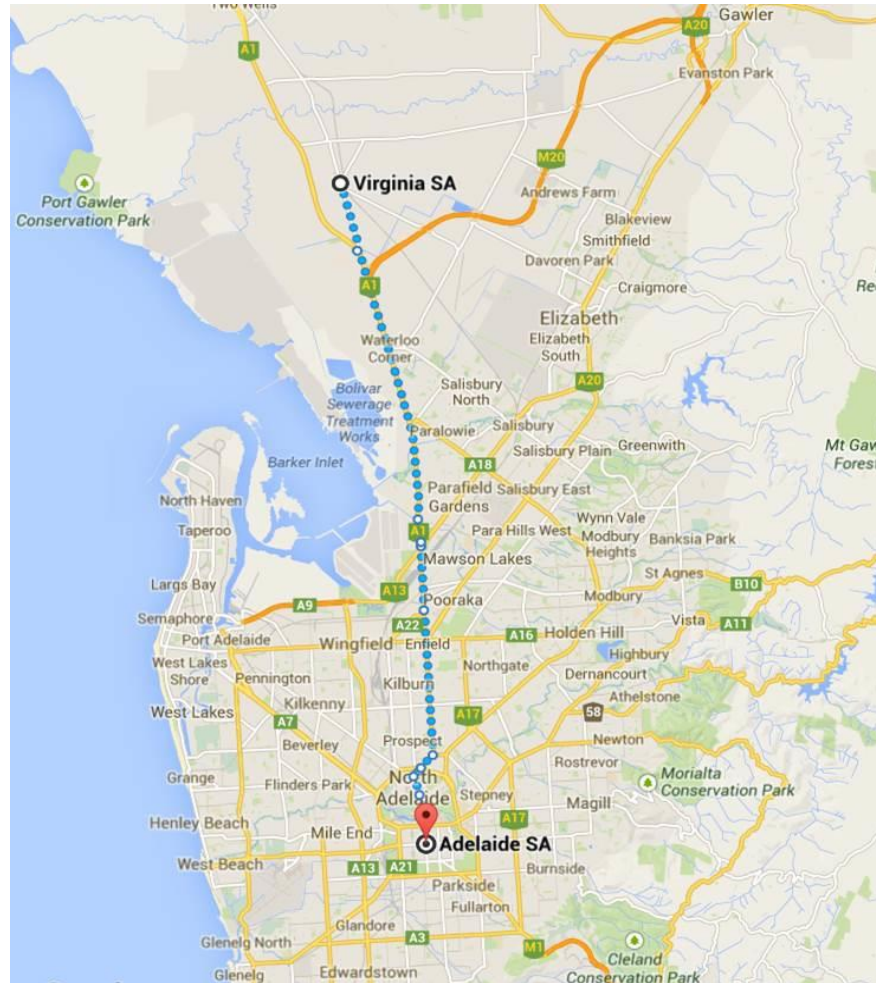 Two Wells
Gawler
A1
A20
Evanston Park
M20
Virginia SA
Andrews Farm
Port Gawler
Conservation Park
Blakeview
Smithfield
Davoren Park
A1
Craigmore
Elizabeth
Waterloo
Corner
Elizabeth
South
A20
Bolivar
Sewerage
Treatment
Works
Salisbury
North
Paralowie
Salisbury
Greenwith
Salisbury Plain
Barker Inlet
A18
Mt Gaw
Forest
North Haven
Parafield
Gardens
Salisbury East
Taperoo
A1
Para Hills West
Wynn Vale
Modbury
Heights
Banksia Park
Mawson Lakes
Largs Bay
A13
St Agnes
B10
A9
Pooraka
Modbury
Semaphore
A22
Vista
A11
Port Adelaide
Wingfield
Enfield
A16
Holden Hill
West Lakes
Shore
Northgate
Highbury
Pennington
Kilburn
Dernancourt
Kilkenny
Athelstone
West Lakes
A7
A17
58
Beverley
Prospect
Newton
Rostrevor
Grange
Flinders Park
North
Adelaide
Stepney
Morialta
Conservation Park
Magill
Henley Beach
Mile End
A17
Adelaide SA
West Beach
A13
A21
Burnside
Parkside
Fullarton
Glandore
Glenelg North
A3
M1
Cleland
Conservation Park
Glenelg
Edwardstown